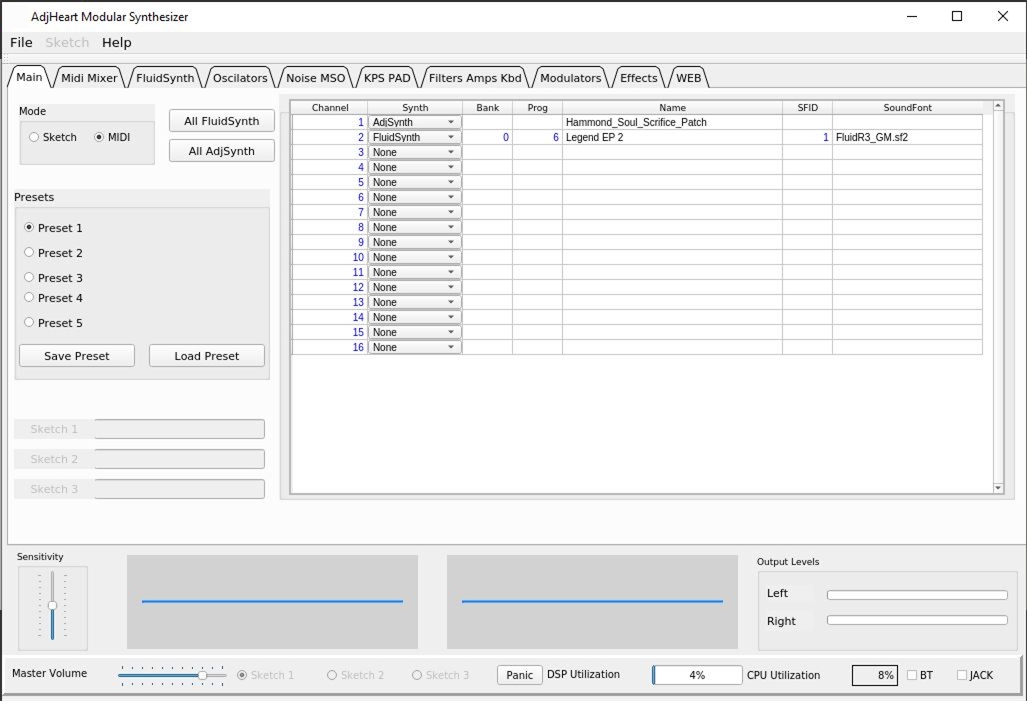 AdjHeart Modular Synthesizer
File Sketch Help
Main Midi Mixer FluidSynth Oscilators Noise MSO KPS PAD Filters Amps Kbd Modulators Effects WEB
Mode
Sketch MIDI
All FluidSynth
All AdjSynth
Presets
Preset 1
Preset 2
Preset 3
Preset 4
Preset 5
Save Preset Load Preset
Sketch 1
Sketch 2
Sketch 3
Channel Synth Bank Prog Name SFID SoundFont
1 AdjSynth Hammond_Soul_Scrifice_Patch
2 FluidSynth 0 6 Legend EP 2 1 FluidR3_GM.sf2
3 None
4 None
5 None
6 None
7 None
8 None
9 None
10 None
11 None
12 None
13 None
14 None
15 None
16 None
Sensitivity
Output Levels
Left
Right
Master Volume Sketch 1 Sketch 2 Sketch 3 Panic DSP Utilization 4% CPU Utilization 8% BT JACK